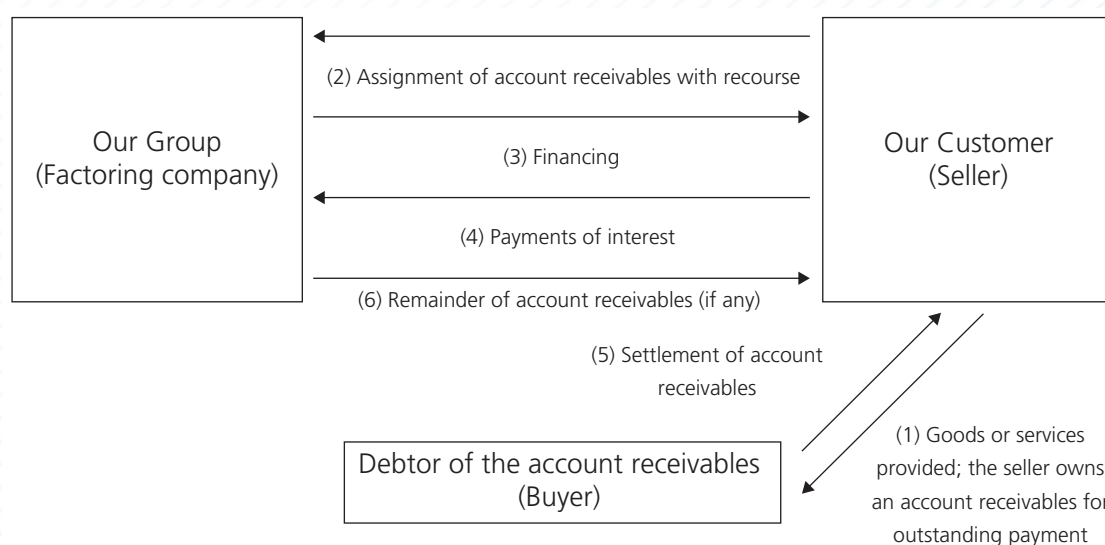 Our Group
(Factoring company)
(2) Assignment of account receivables with recourse
(3) Financing
(4) Payments of interest
(6) Remainder of account receivables (if any)
Our Customer
(Seller)
(5) Settlement of account
receivables
Debtor of the account receivables
(Buyer)
(1) Goods or services
provided; the seller owns
an account receivables for
outstanding payment